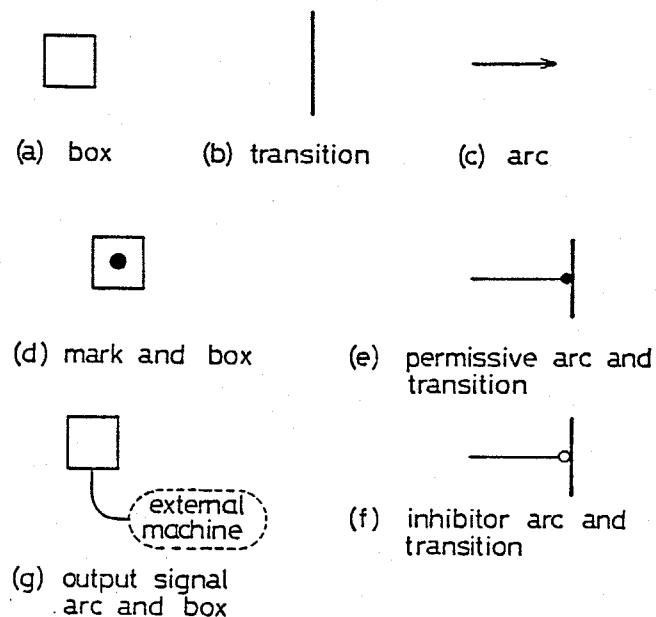 (a) box
(b) transition
(c) arc
(d) mark and box
(e) permissive arc and
transition
external
machine
(f) inhibitor arc and
transition
(g) output signal
arc and box